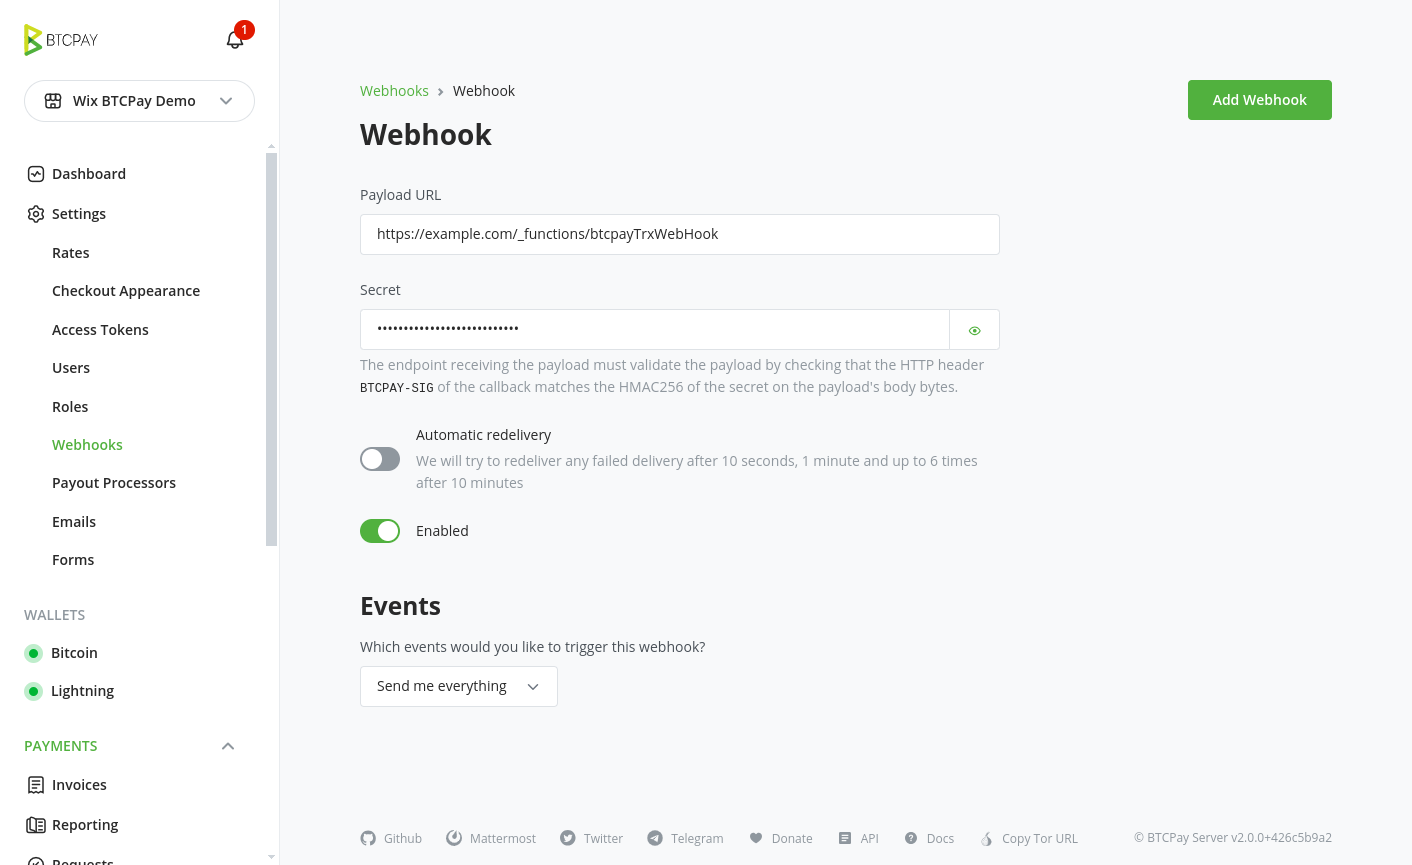 BTCPAY
1
Wix BTCPay Demo
Dashboard
Settings
Rates
Checkout Appearance
Access Tokens
Users
Roles
Webhooks
Payout Processors
Emails
Forms
WALLETS
Bitcoin
Lightning
PAYMENTS
Invoices
Reporting
Requests
Webhooks › Webhook
Add Webhook
Webhook
Payload URL
https://example.com/_functions/btcpayTrxWebHook
Secret
•••••••••••••••••••••••••••
The endpoint receiving the payload must validate the payload by checking that the HTTP header
BTCPAY-SIG of the callback matches the HMAC256 of the secret on the payload's body bytes.
Automatic redelivery
We will try to redeliver any failed delivery after 10 seconds, 1 minute and up to 6 times
after 10 minutes
Enabled
Events
Which events would you like to trigger this webhook?
Send me everything
Github Mattermost Twitter Telegram Donate API Docs Copy Tor URL © BTCPay Server v2.0.0+426c5b9a2